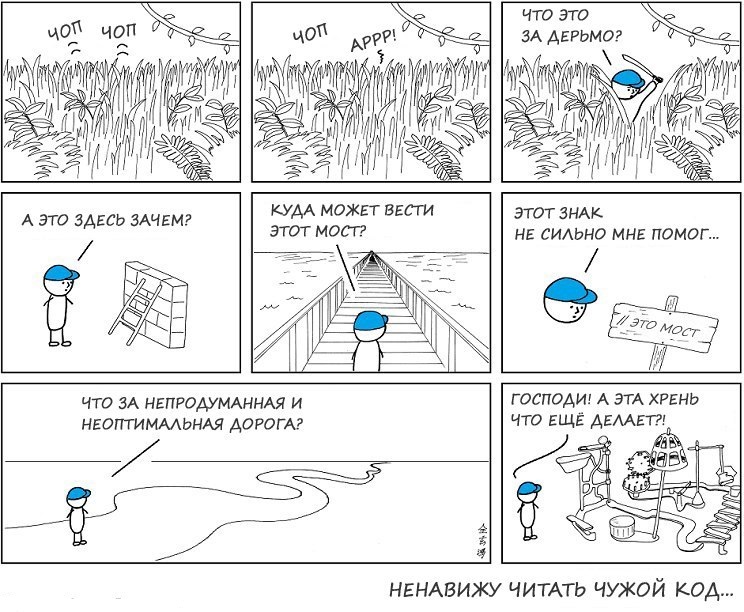 ЧОП
ЧОП
ЧОП
АРРР!
ЧТО ЭТО
ЗА ДЕРЬМО?
А ЭТО ЗДЕСЬ ЗАЧЕМ?
КУДА МОЖЕТ ВЕСТИ
ЭТОТ МОСТ?
ЭТОТ ЗНАК
НЕ СИЛЬНО МНЕ ПОМОГ...
// ЭТО МОСТ
ЧТО ЗА НЕПРОДУМАННАЯ И
НЕОПТИМАЛЬНАЯ ДОРОГА?
ГОСПОДИ! А ЭТА ХРЕНЬ
ЧТО ЕЩЁ ДЕЛАЕТ?!
НЕНАВИЖУ ЧИТАТЬ ЧУЖОЙ КОД...